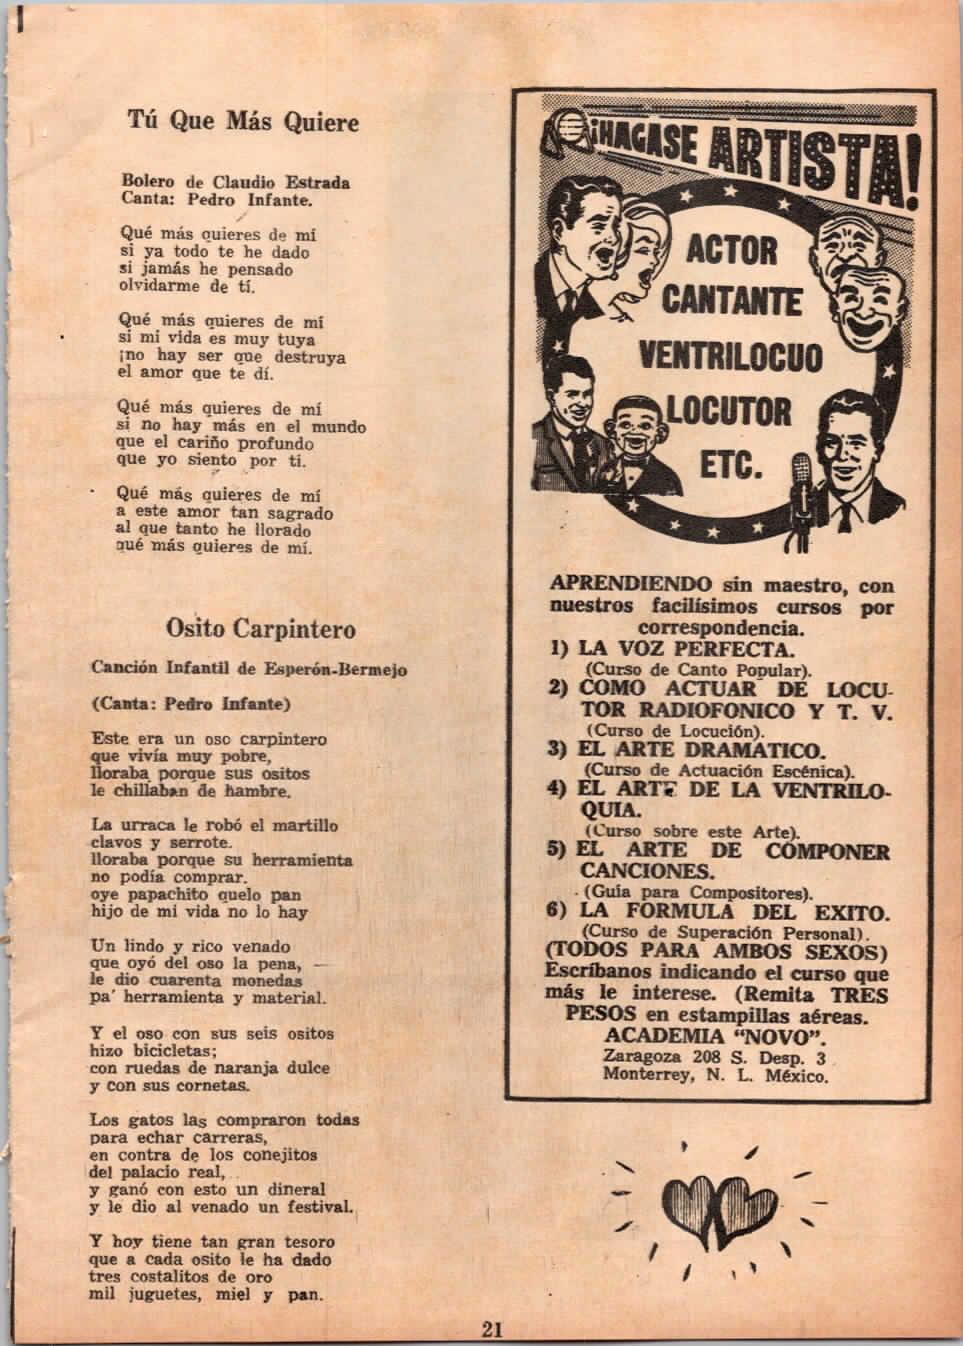 Tú Que Más Quiere
Bolero de Claudio Estrada
Canta: Pedro Infante.
Qué más quieres de mí
si ya todo te he dado
si jamás he pensado
olvidarme de tí.
Qué más quieres de mí
si mi vida es muy tuya
¡no hay ser que destruya
el amor que te dí.
Qué más quieres de mí
si no hay más en el mundo
que el cariño profundo
que yo siento por ti.
Qué más quieres de mí
a este amor tan sagrado
al que tanto he llorado
qué más quieres de mí.
Osito Carpintero
Canción Infantil de Esperón-Bermejo
(Canta: Pedro Infante)
Este era un oso carpintero
que vivía muy pobre,
lloraba porque sus ositos
le chillaban de hambre.
La urraca le robó el martillo
clavos y serrote.
lloraba porque su herramienta
no podía comprar.
oye papachito quelo pan
hijo de mi vida no lo hay
Un lindo y rico venado
que oyó del oso la pena,
le dio cuarenta monedas
pa' herramienta y material.
Y el oso con sus seis ositos
hizo bicicletas;
con ruedas de naranja dulce
y con sus cornetas.
Los gatos las compraron todas
para echar carreras,
en contra de los conejitos
del palacio real,
y ganó con esto un dineral
y le dio al venado un festival.
Y hoy tiene tan gran tesoro
que a cada osito le ha dado
tres costalitos de oro
mil juguetes, miel y pan.
¡HAGASE ARTISTA!
ACTOR
CANTANTE
VENTRILOCUO
LOCUTOR
ETC.
APRENDIENDO sin maestro, con
nuestros facilísimos cursos por
correspondencia.
1) LA VOZ PERFECTA.
(Curso de Canto Popular).
2) COMO ACTUAR DE LOCU-
TOR RADIOFONICO Y T. V.
(Curso de Locución).
3) EL ARTE DRAMATICO.
(Curso de Actuación Escénica).
4) EL ARTE DE LA VENTRILO-
QUIA.
(Curso sobre este Arte).
5) EL ARTE DE COMPONER
CANCIONES.
(Guía para Compositores).
6) LA FORMULA DEL EXITO.
(Curso de Superación Personal).
(TODOS PARA AMBOS SEXOS)
Escríbanos indicando el curso que
más le interese. (Remita TRES
PESOS en estampillas aéreas.
ACADEMIA “NOVO”.
Zaragoza 208 S. Desp. 3
Monterrey, N. L. México.
21